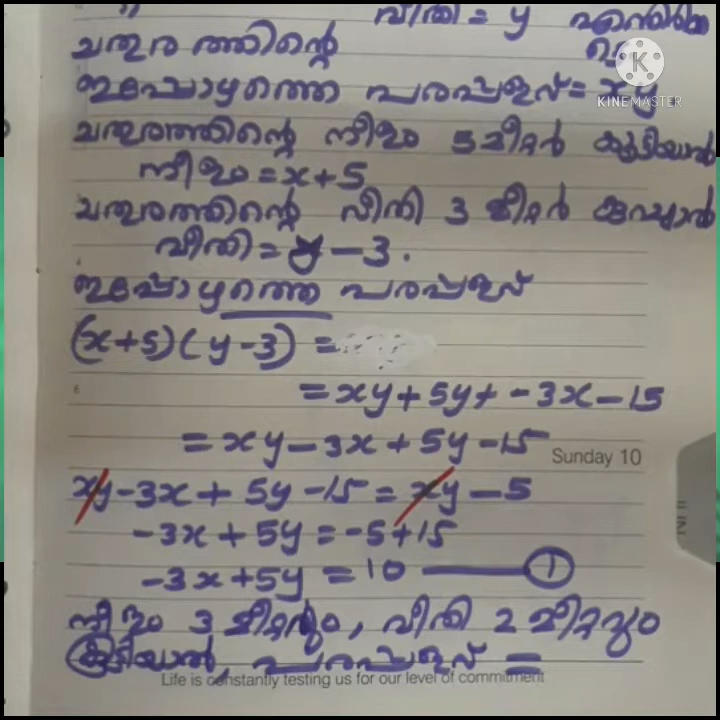 വീതി = y എന്നിരിക്കട്ടെ
ചതുരത്തിന്റെ
KINEMASTER
ഇപ്പോഴത്തെ പരപ്പളവ് = xy
ചതുരത്തിന്റെ നീളം 5 മീറ്റർ കൂട്ടിയാൽ
നീളം = x + 5
ചതുരത്തിന്റെ വീതി 3 മീറ്റർ കുറച്ചാൽ
വീതി = y - 3.
ഇപ്പോഴത്തെ പരപ്പളവ്
(x+5)(y-3) =
= xy + 5y + - 3x - 15
= xy - 3x + 5y - 15
Sunday 10
xy - 3x + 5y - 15 = xy - 5
-3x + 5y = -5 + 15
-3x + 5y = 10 —— 1
നീളം 3 മീറ്ററും, വീതി 2 മീറ്ററും
കൂട്ടിയാൽ, പരപ്പളവ് =
Life is constantly testing us for our level of commitment